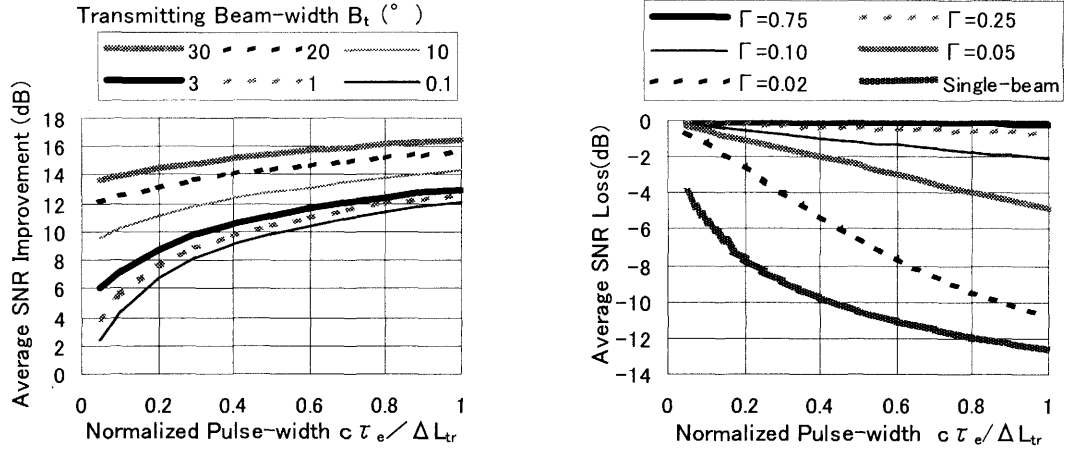 Transmitting Beam-width Bt (°)
30 20 10
3 1 0.1
Average SNR Improvement (dB)
18
16
14
12
10
8
6
4
2
0
0 0.2 0.4 0.6 0.8 1
Normalized Pulse-width cτe/ΔLtr
Γ=0.75 Γ=0.25
Γ=0.10 Γ=0.05
Γ=0.02 Single-beam
Average SNR Loss(dB)
0
-2
-4
-6
-8
-10
-12
-14
0 0.2 0.4 0.6 0.8 1
Normalized Pulse-width cτe/ΔLtr